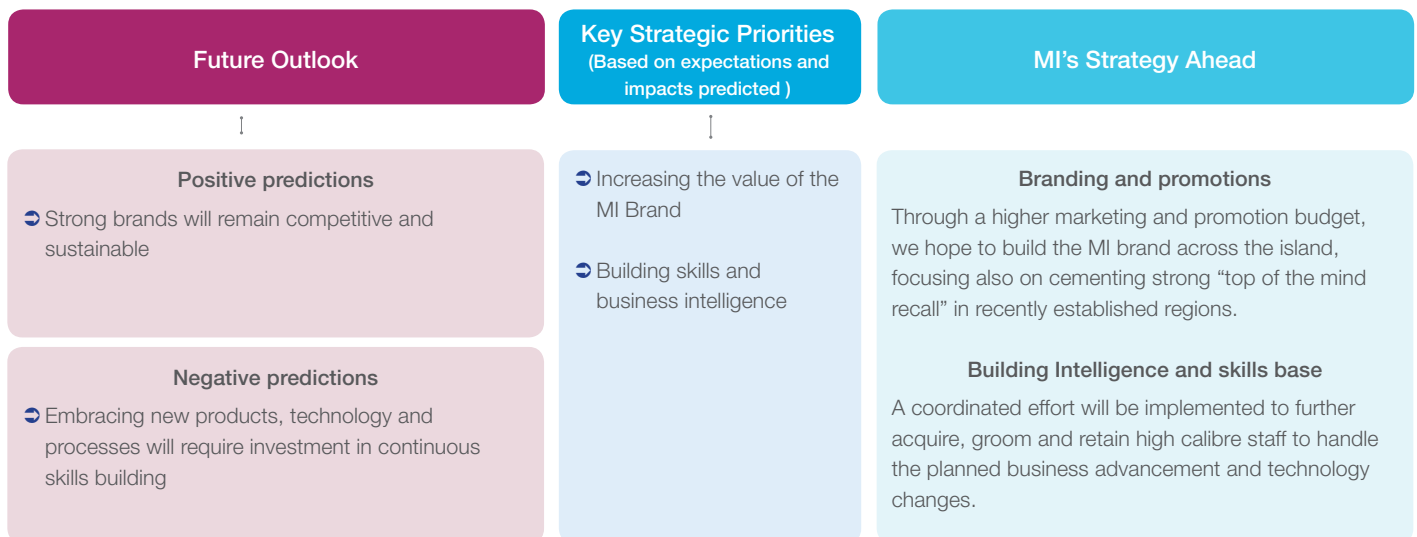 Future Outlook
Key Strategic Priorities
(Based on expectations and
impacts predicted )
MI’s Strategy Ahead
Positive predictions
➲ Strong brands will remain competitive and
sustainable
Negative predictions
➲ Embracing new products, technology and
processes will require investment in continuous
skills building
➲ Increasing the value of the
MI Brand
➲ Building skills and
business intelligence
Branding and promotions
Through a higher marketing and promotion budget,
we hope to build the MI brand across the island,
focusing also on cementing strong “top of the mind
recall” in recently established regions.
Building Intelligence and skills base
A coordinated effort will be implemented to further
acquire, groom and retain high calibre staff to handle
the planned business advancement and technology
changes.